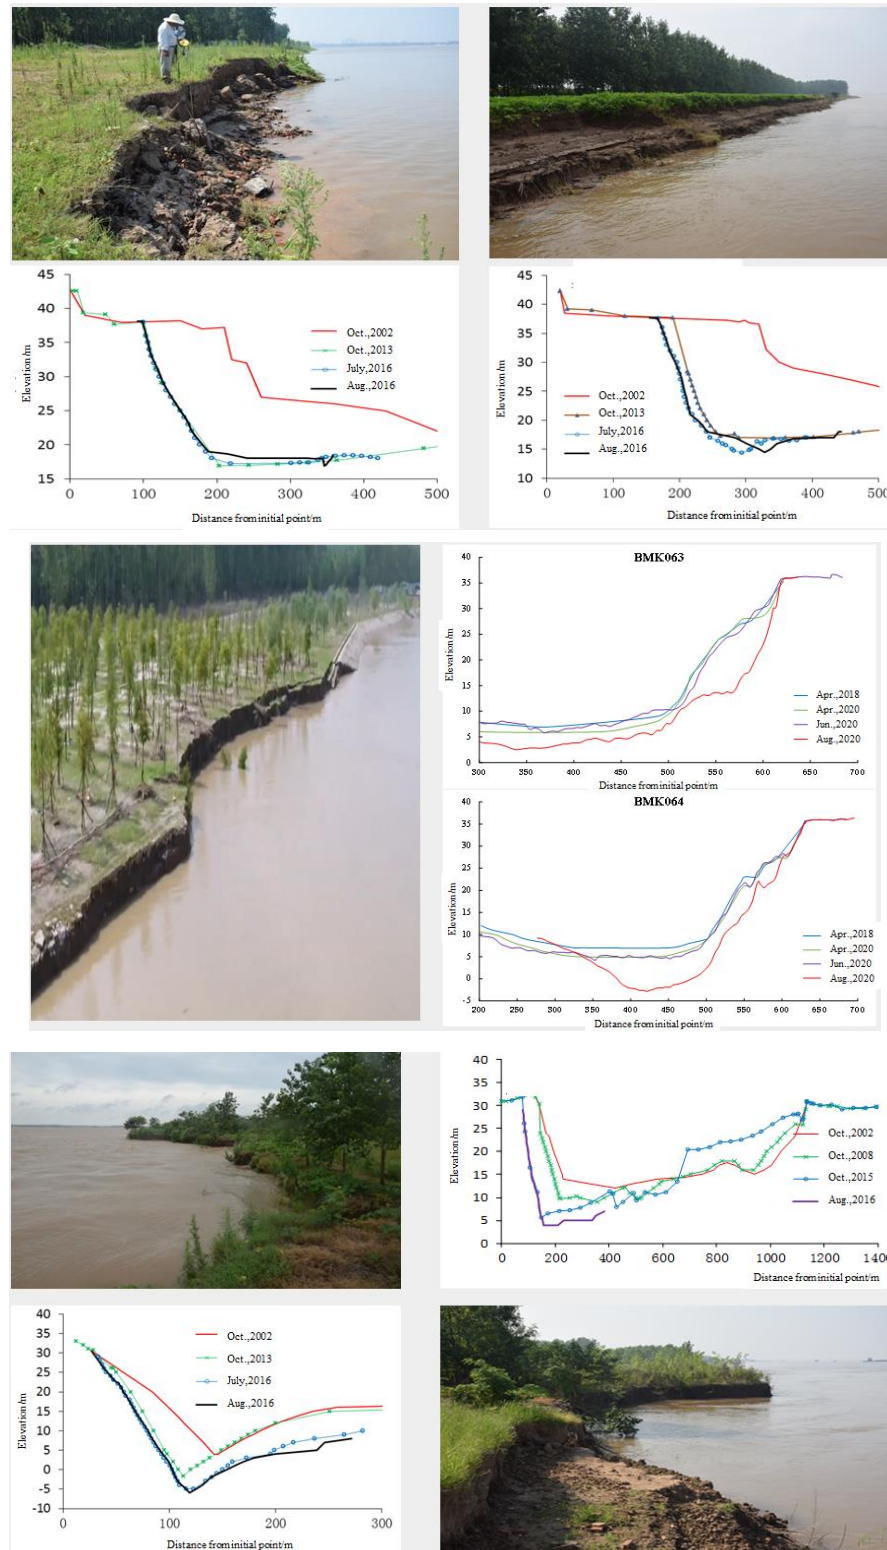 45
40
35
30
25
20
15
Elevation/m
Oct.,2002
Oct.,2013
July,2016
Aug.,2016
0 100 200 300 400 500
Distance from initial point/m
45
40
35
30
25
20
15
10
Elevation/m
Oct.,2002
Oct.,2013
July,2016
Aug.,2016
0 100 200 300 400 500
Distance from initial point/m
BMK063
40
35
30
25
20
15
10
5
0
Elevation/m
Apr.,2018
Apr.,2020
Jun.,2020
Aug.,2020
300 350 400 450 500 550 600 650 700
Distance from initial point/m
BMK064
40
35
30
25
20
15
10
5
0
-5
Elevation/m
Apr.,2018
Apr.,2020
Jun.,2020
Aug.,2020
200 250 300 350 400 450 500 550 600 650 700
Distance from initial point/m
40
35
30
25
20
15
10
5
0
Elevation/m
Oct.,2002
Oct.,2008
Oct.,2015
Aug.,2016
0 200 400 600 800 1000 1200 1400
Distance from initial point/m
40
35
30
25
20
15
10
5
0
-5
-10
Elevation/m
Oct.,2002
Oct.,2013
July,2016
Aug.,2016
0 100 200 300
Distance from initial point/m